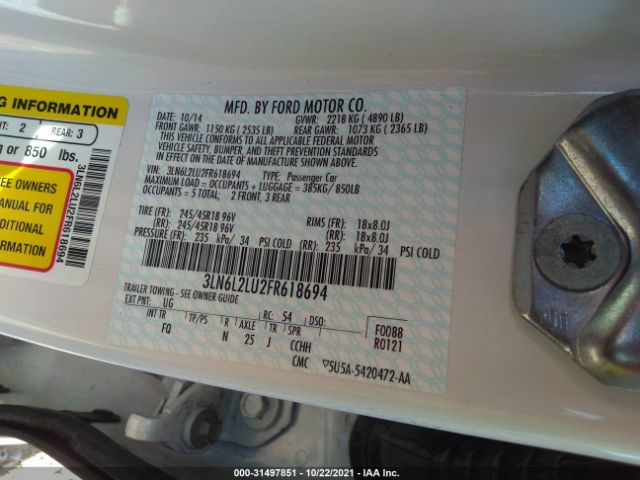 NG INFORMATION
NT: 2 REAR: 3
g or 850 lbs.
SEE OWNERS
MANUAL FOR
ADDITIONAL
INFORMATION
3LN6L2LU2FR618694
MFD. BY FORD MOTOR CO.
DATE: 10/14 GVWR: 2218 KG ( 4890 LB)
FRONT GAWR: 1150 KG ( 2535 LB) REAR GAWR: 1073 KG ( 2365 LB)
THIS VEHICLE CONFORMS TO ALL APPLICABLE FEDERAL MOTOR
VEHICLE SAFETY, BUMPER, AND THEFT PREVENTION STANDARDS
IN EFFECT ON THE DATE OF MANUFACTURE SHOWN ABOVE.
VIN: 3LN6L2LU2FR618694 TYPE: Passenger Car
MAXIMUM LOAD = OCCUPANTS + LUGGAGE = 385KG/ 850LB
OCCUPANTS = 5 TOTAL; 2 FRONT, 3 REAR
TIRE (FR): 245/45R18 96V RIMS (FR): 18x8.0J
(RR): 245/45R18 96V (RR): 18x8.0J
PRESSURE (FR): 235 kPa/ 34 PSI COLD (RR): 235 kPa/ 34 PSI COLD
3LN6L2LU2FR618694
TRAILER TOWING - SEE OWNER GUIDE
EXT PNT: UG RC: 54 DSO: F0088
INT TR TP/PS R AXLE TR SPR R0121
FQ N 25 J CCHH
CMC ▽5U5A-5420472-AA
000-31497851 - 10/22/2021 - IAA Inc.